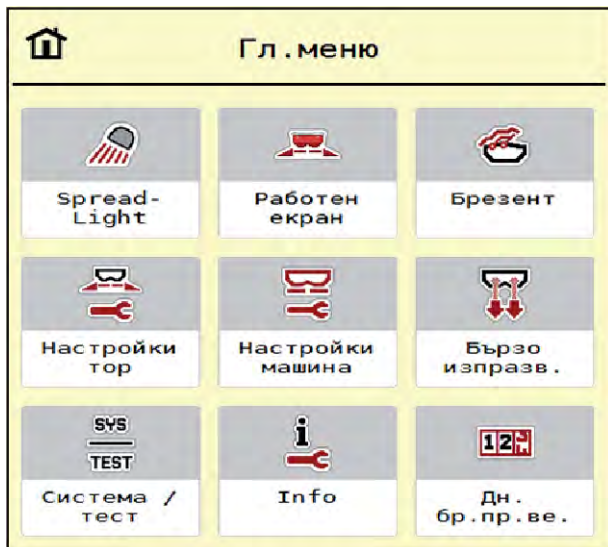 Гл.меню
Spread-
Light
Работен
екран
Брезент
Настройки
тор
Настройки
машина
Бързо
изпразв.
SYS
TEST
Система /
тест
i
Info
12
Дн.
бр.пр.ве.